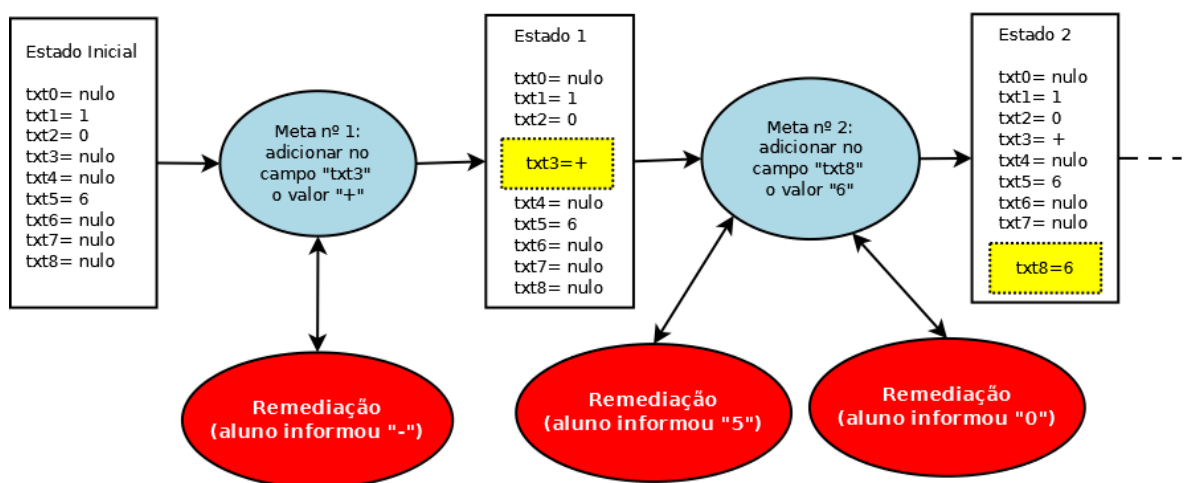 Estado Inicial
txt0= nulo
txt1= 1
txt2= 0
txt3= nulo
txt4= nulo
txt5= 6
txt6= nulo
txt7= nulo
txt8= nulo
Meta nº 1:
adicionar no
campo "txt3"
o valor "+"
Estado 1
txt0= nulo
txt1= 1
txt2= 0
txt3=+
txt4= nulo
txt5= 6
txt6= nulo
txt7= nulo
txt8= nulo
Meta nº 2:
adicionar no
campo "txt8"
o valor "6"
Estado 2
txt0= nulo
txt1= 1
txt2= 0
txt3= +
txt4= nulo
txt5= 6
txt6= nulo
txt7= nulo
txt8=6
Remediação
(aluno informou "-")
Remediação
(aluno informou "5")
Remediação
(aluno informou "0")